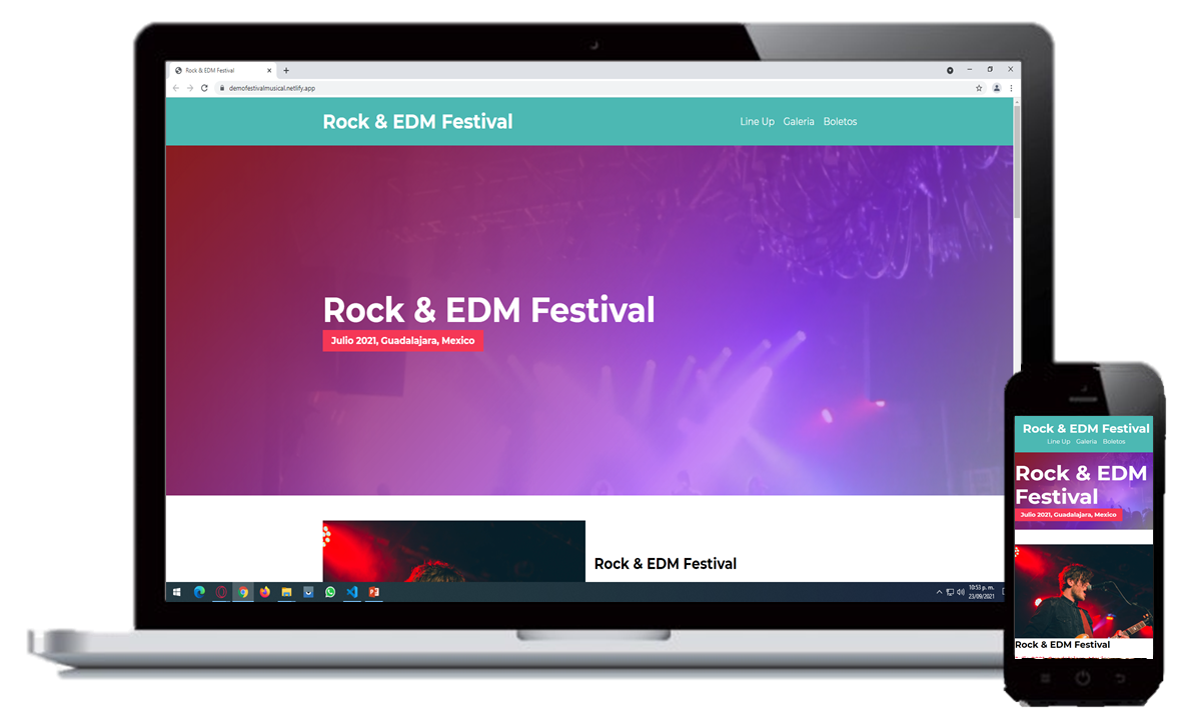 Rock & EDM Festival
demofestivalmusical.netlify.app
Rock & EDM Festival
Line Up Galeria Boletos
Rock & EDM Festival
Julio 2021, Guadalajara, Mexico
Rock & EDM Festival
10:53 p. m.
23/09/2021
Rock & EDM Festival
Line Up Galeria Boletos
Rock & EDM
Festival
Julio 2021, Guadalajara, Mexico
Rock & EDM Festival